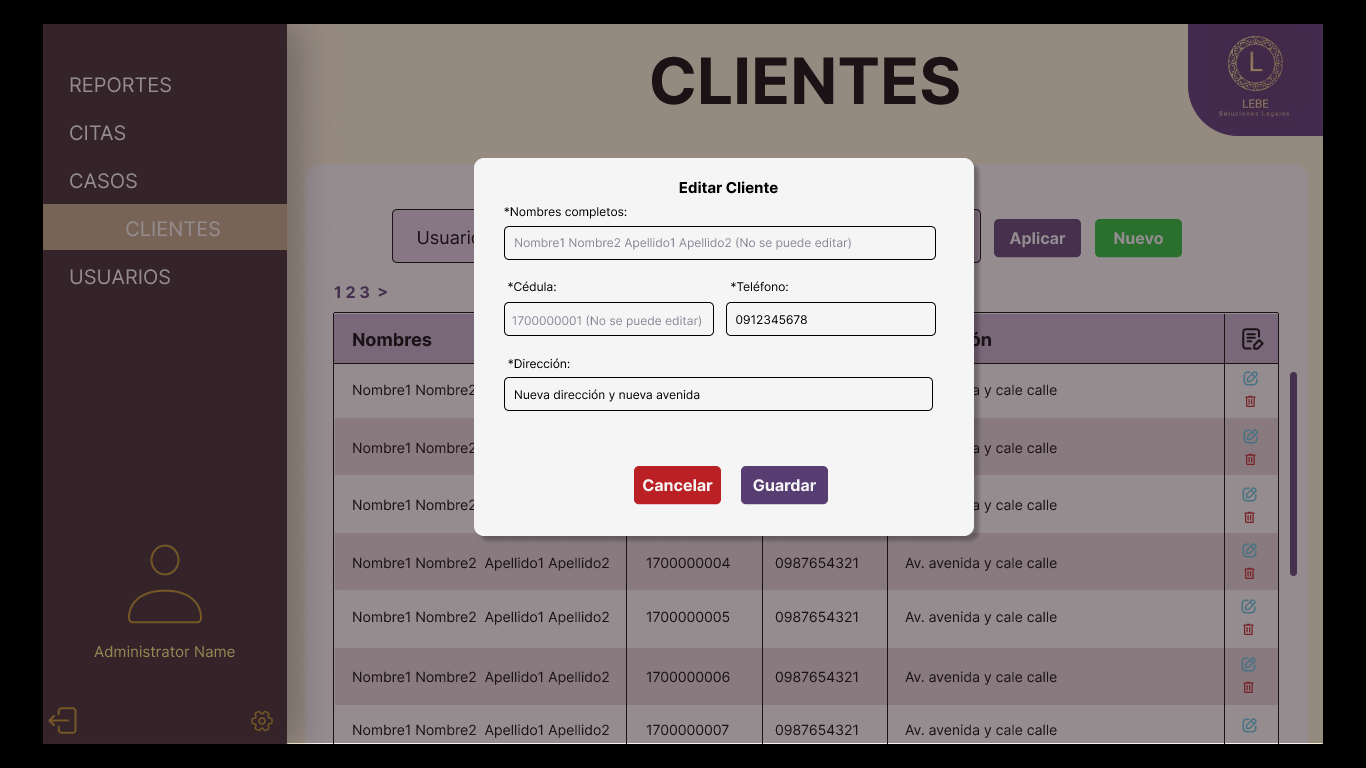 REPORTES
CITAS
CASOS
CLIENTES
USUARIOS
Administrator Name
CLIENTES
L
LEBE
Soluciones Legales
Aplicar
Nuevo
1 2 3 >
Nombres
Nombre1 Nombre2 y cale calle
Nombre1 Nombre2 y cale calle
Nombre1 Nombre2 y cale calle
Nombre1 Nombre2 Apellido1 Apellido2 1700000004 0987654321 Av. avenida y cale calle
Nombre1 Nombre2 Apellido1 Apellido2 1700000005 0987654321 Av. avenida y cale calle
Nombre1 Nombre2 Apellido1 Apellido2 1700000006 0987654321 Av. avenida y cale calle
Nombre1 Nombre2 Apellido1 Apellido2 1700000007 0987654321 Av. avenida y cale calle
Editar Cliente
*Nombres completos:
Nombre1 Nombre2 Apellido1 Apellido2 (No se puede editar)
*Cédula: *Teléfono:
1700000001 (No se puede editar) 0912345678
*Dirección:
Nueva dirección y nueva avenida
Cancelar Guardar